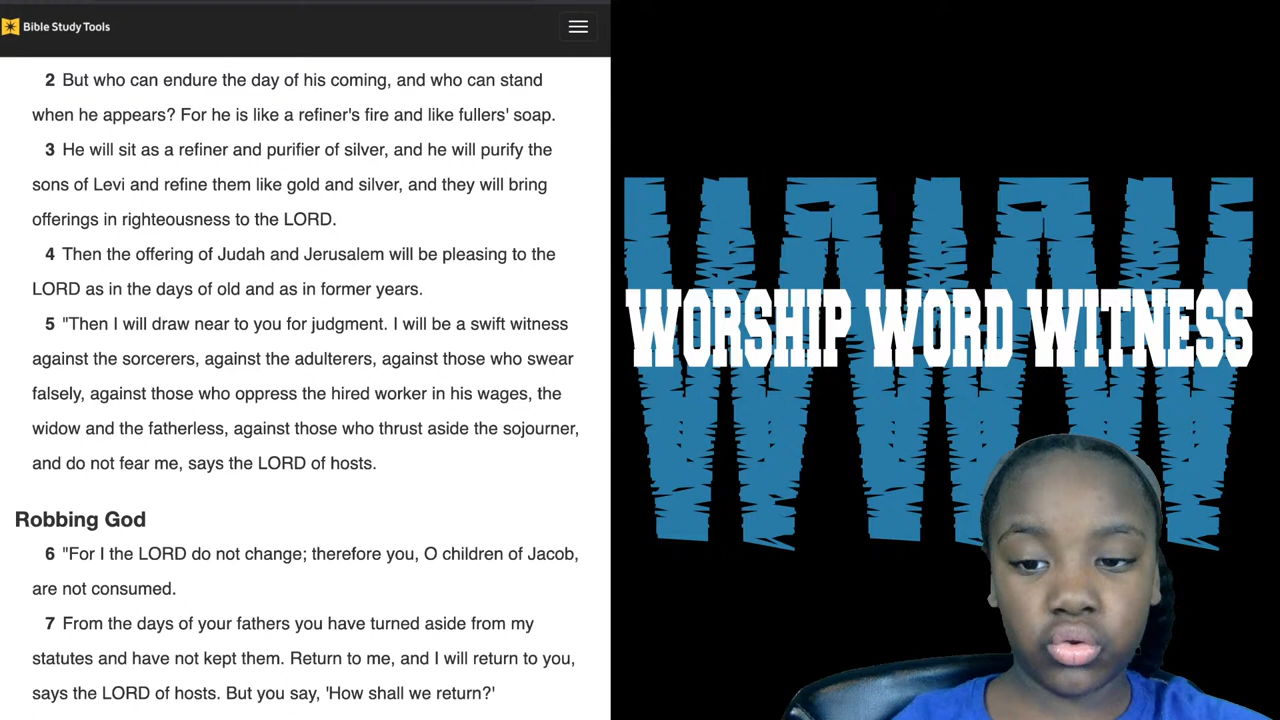 Bible Study Tools
2 But who can endure the day of his coming, and who can stand
when he appears? For he is like a refiner's fire and like fullers' soap.
3 He will sit as a refiner and purifier of silver, and he will purify the
sons of Levi and refine them like gold and silver, and they will bring
offerings in righteousness to the LORD.
4 Then the offering of Judah and Jerusalem will be pleasing to the
LORD as in the days of old and as in former years.
5 "Then I will draw near to you for judgment. I will be a swift witness
against the sorcerers, against the adulterers, against those who swear
falsely, against those who oppress the hired worker in his wages, the
widow and the fatherless, against those who thrust aside the sojourner,
and do not fear me, says the LORD of hosts.
Robbing God
6 "For I the LORD do not change; therefore you, O children of Jacob,
are not consumed.
7 From the days of your fathers you have turned aside from my
statutes and have not kept them. Return to me, and I will return to you,
says the LORD of hosts. But you say, 'How shall we return?'
WWW
WORSHIP WORD WITNESS